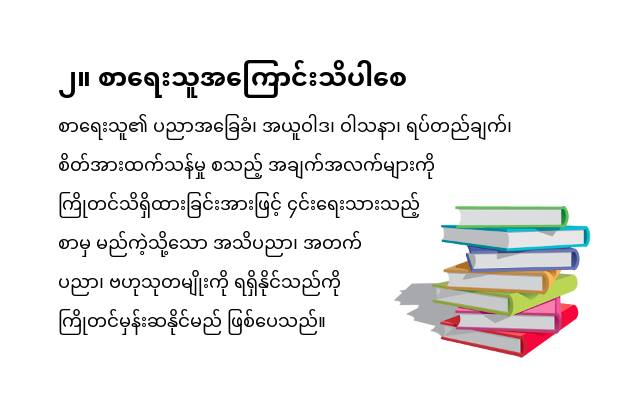 ၂။ စာရေးသူအကြောင်းသိပါစေ
စာရေးသူ၏ ပညာအခြေခံ၊ အယူဝါဒ၊ ဝါသနာ၊ ရပ်တည်ချက်၊
စိတ်အားထက်သန်မှု စသည့် အချက်အလက်များကို
ကြိုတင်သိရှိထားခြင်းအားဖြင့် ၄င်းရေးသားသည့်
စာမှ မည်ကဲ့သို့သော အသိပညာ၊ အတက်
ပညာ၊ ဗဟုသုတမျိုးကို ရရှိနိုင်သည်ကို
ကြိုတင်မှန်းဆနိုင်မည် ဖြစ်ပေသည်။